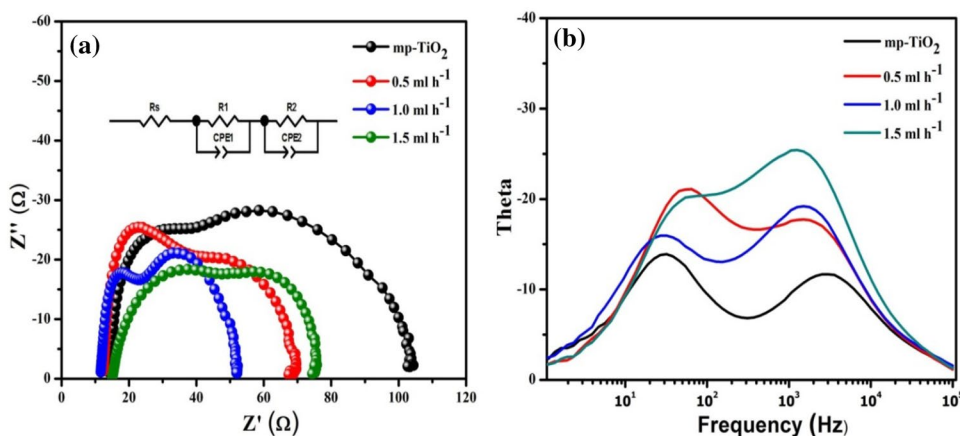 (a)
-60
-50
-40
-30
-20
-10
0
Z'' (Ω)
mp-TiO2
0.5 ml h-1
1.0 ml h-1
1.5 ml h-1
Rs
R1
R2
CPE1
CPE2
0
20
40
60
80
100
120
Z' (Ω)
(b)
-40
-30
-20
-10
0
Theta
mp-TiO2
0.5 ml h-1
1.0 ml h-1
1.5 ml h-1
10¹
10²
10³
10⁴
10⁵
Frequency (Hz)